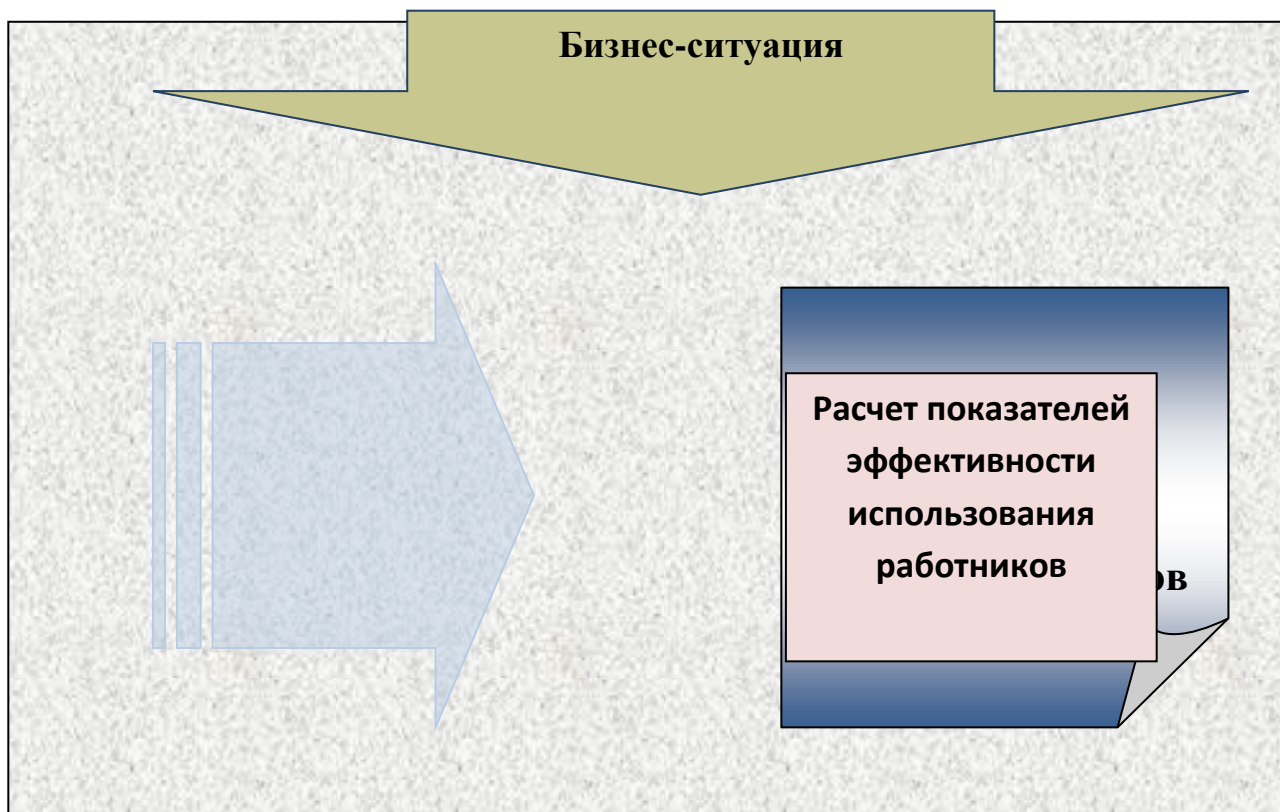 Бизнес-ситуация
Расчет показателей
эффективности
использования
работников